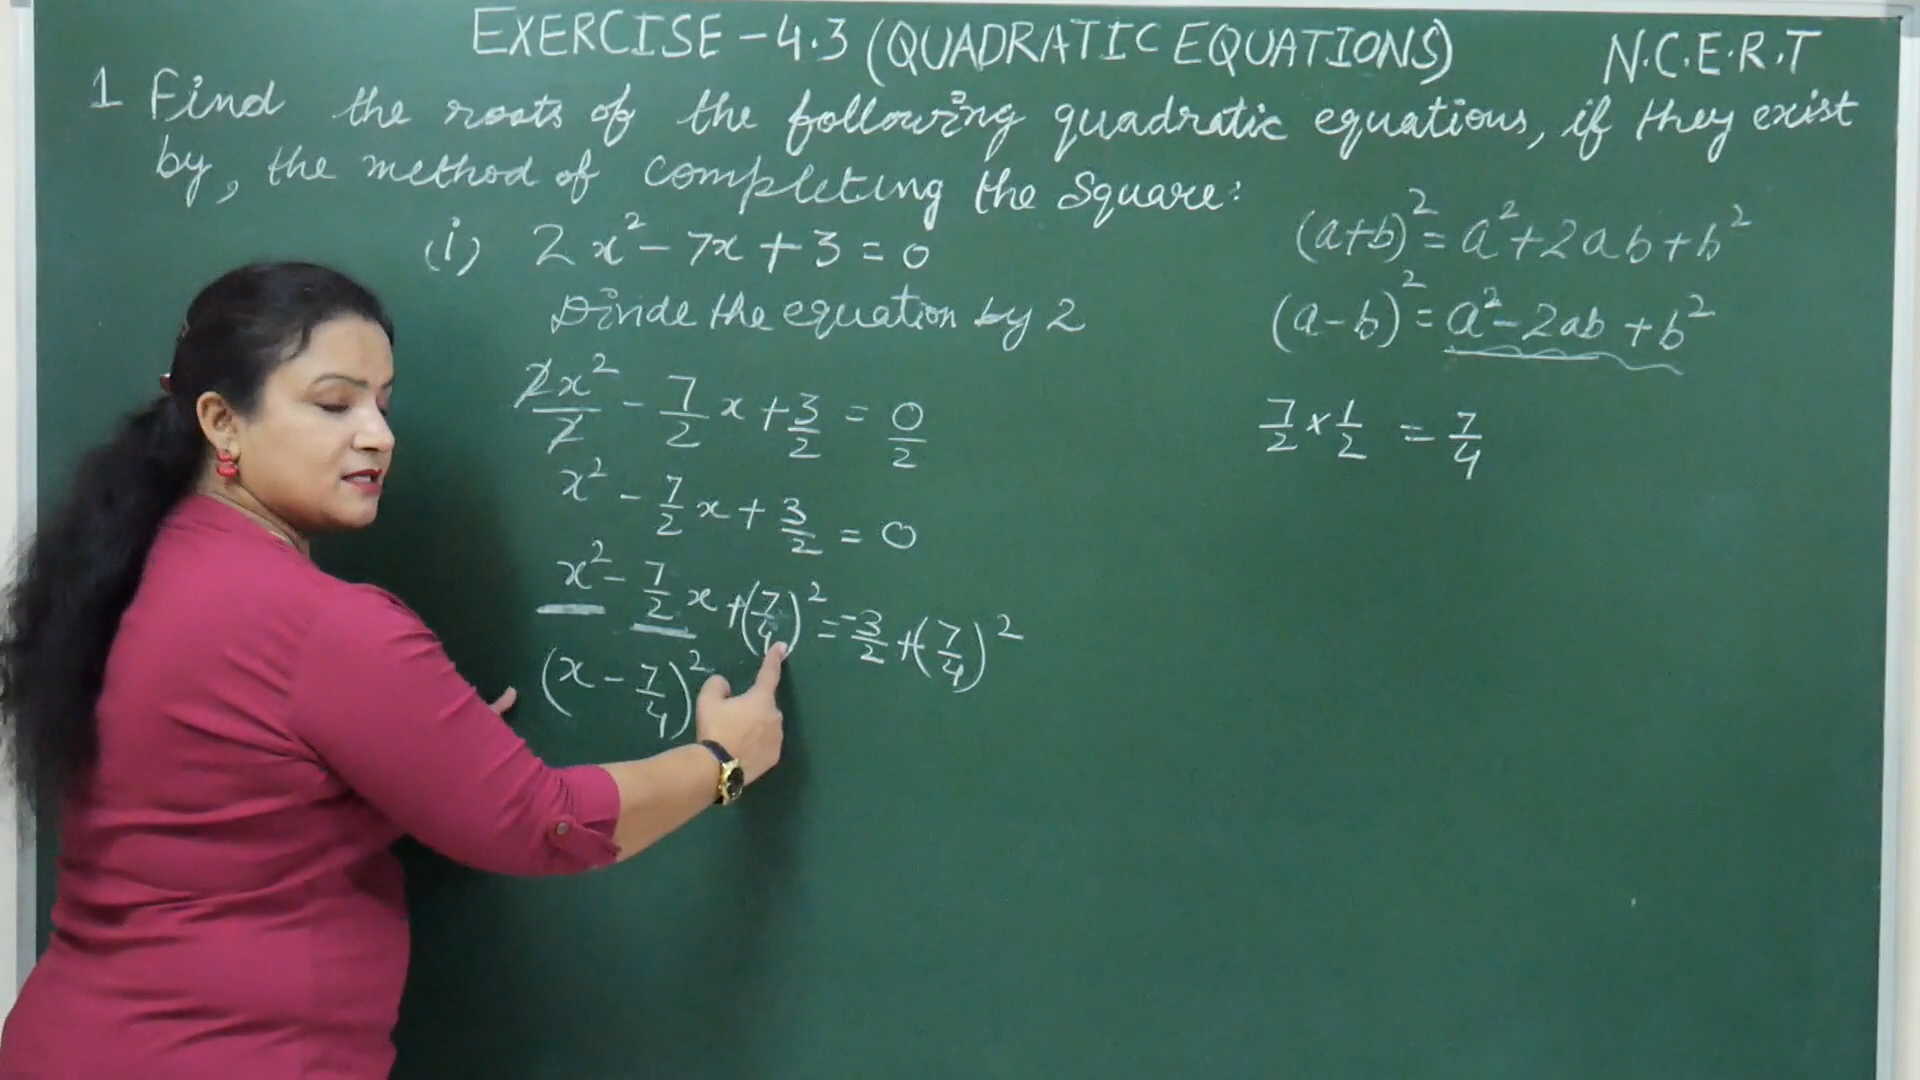 EXERCISE - 4.3 (QUADRATIC EQUATIONS) N.C.E.R.T
1 Find the roots of the following quadratic equations, if they exist
by, the method of completing the Square:
(i) 2x² - 7x + 3 = 0
Divide the equation by 2
2x²/2 - 7/2 x + 3/2 = 0/2
x² - 7/2 x + 3/2 = 0
x² - 7/2 x + (7/4)² = -3/2 + (7/4)²
(x - 7/4)²
(a+b)² = a² + 2ab + b²
(a-b)² = a² - 2ab + b²
7/2 × 1/2 = 7/4